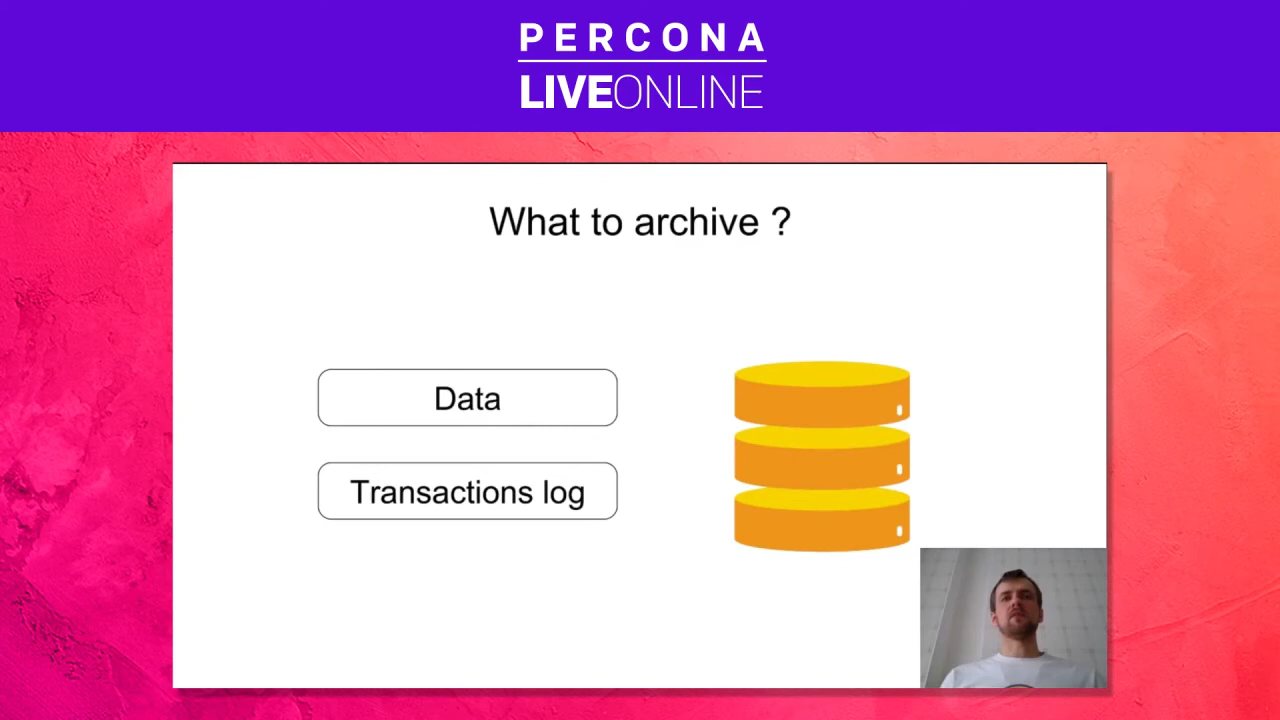 PERCONA
LIVEONLINE
What to archive ?
Data
Transactions log